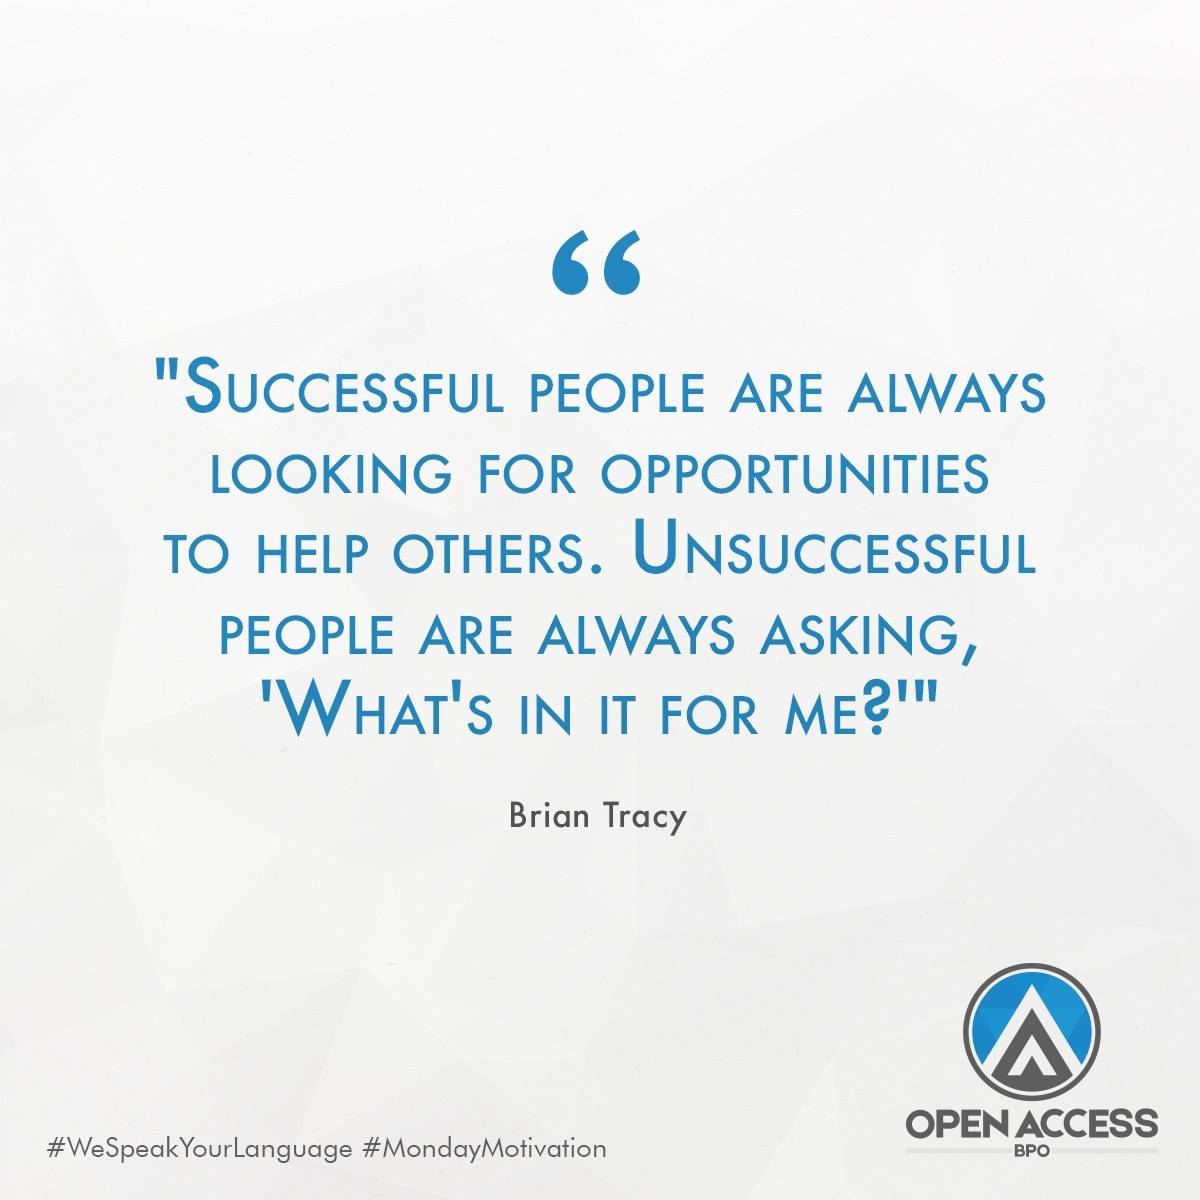 “
"Successful people are always
looking for opportunities
to help others. Unsuccessful
people are always asking,
'What's in it for me?'"
Brian Tracy
OPEN ACCESS
BPO
#WeSpeakYourLanguage #MondayMotivation